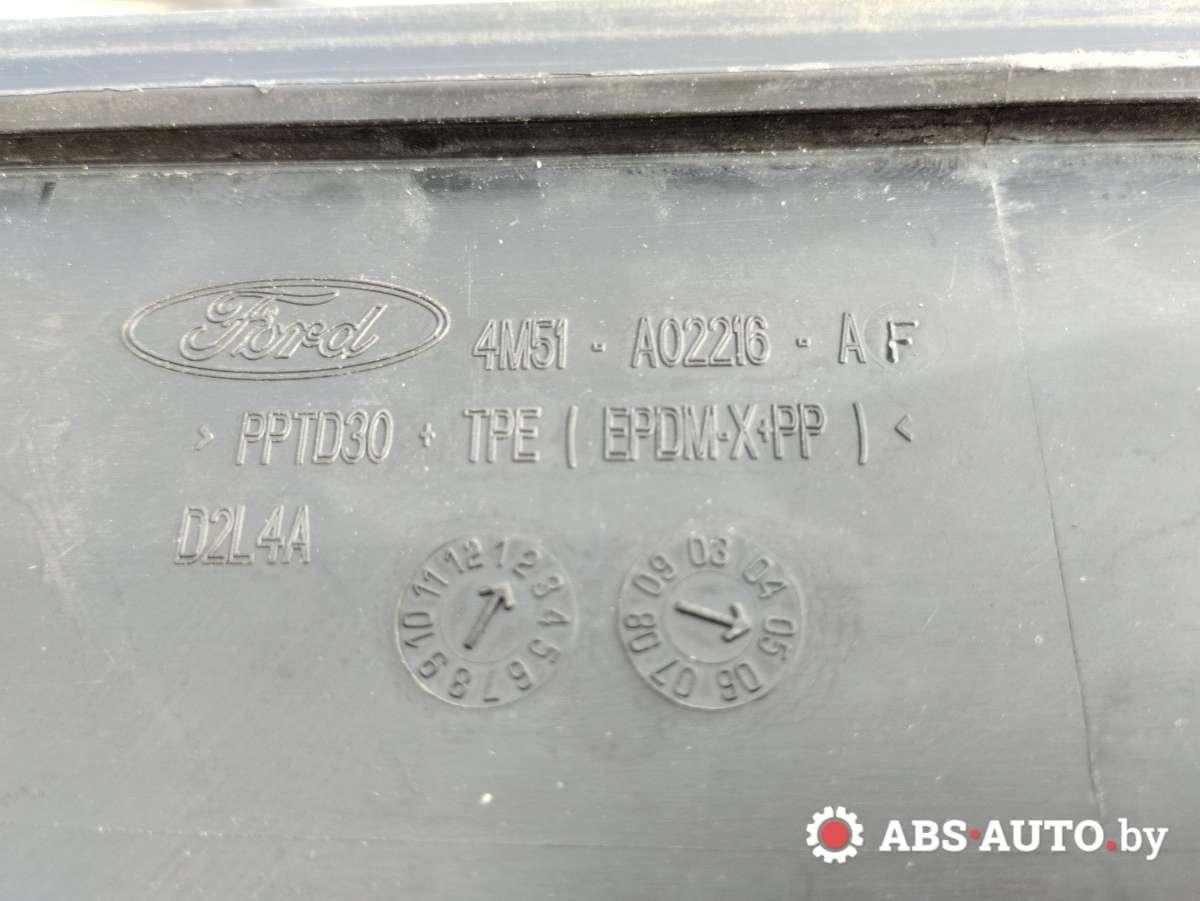 Ford 4M51 - A02216 - AF
> PPTD30 + TPE ( EPDM-X+PP ) <
D2L4A
1 2 3 4 5 6 7 8 9 10 11 12
03 04 05 06 07 08 09
ABS·AUTO.by